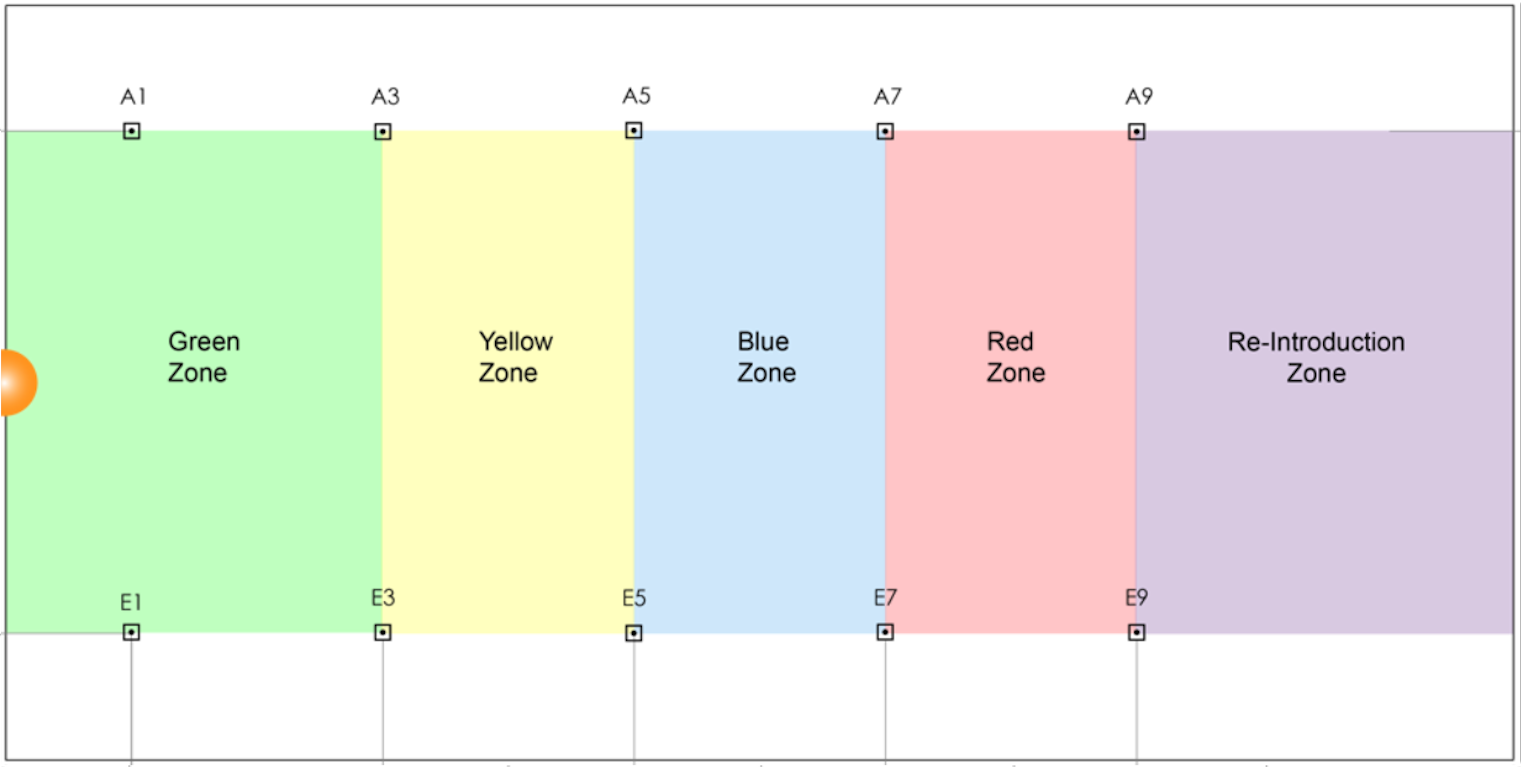 A1
A3
A5
A7
A9
Green
Zone
Yellow
Zone
Blue
Zone
Red
Zone
Re-Introduction
Zone
E1
E3
E5
E7
E9